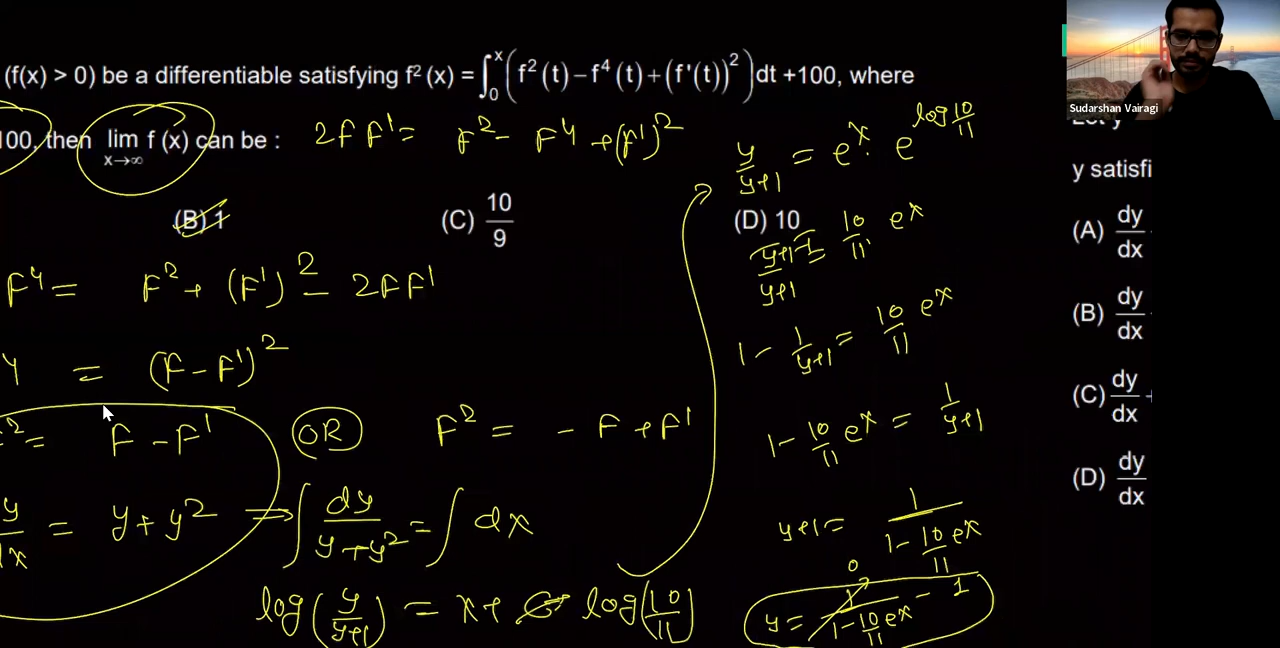 (f(x) > 0) be a differentiable satisfying f² (x) = ∫₀ˣ (f² (t) − f⁴ (t) + (f'(t))²) dt + 100, where
100, then lim x→∞ f (x) can be :
2ff' = f² − f⁴ + (f')²
(B) 1
(C) 10/9
(D) 10
f⁴ = f² + (f')² − 2ff'
4 = (f − f')²
² = f − f' OR f² = − f + f'
y/dx = y + y² ⇒ ∫ dy/(y + y²) = ∫ dx
log(y/(y+1)) = x + log(10/11)
y/(y+1) = eˣ · e^(log 10/11)
(y+1−1)/(y+1) = 10/11 eˣ
1 − 1/(y+1) = 10/11 eˣ
1 − 10/11 eˣ = 1/(y+1)
y+1 = 1/(1 − 10/11 eˣ)
0
y = 1/(1 − 10/11 eˣ) − 1
Sudarshan Vairagi
y satisfi
(A) dy/dx
(B) dy/dx
(C) dy/dx +
(D) dy/dx